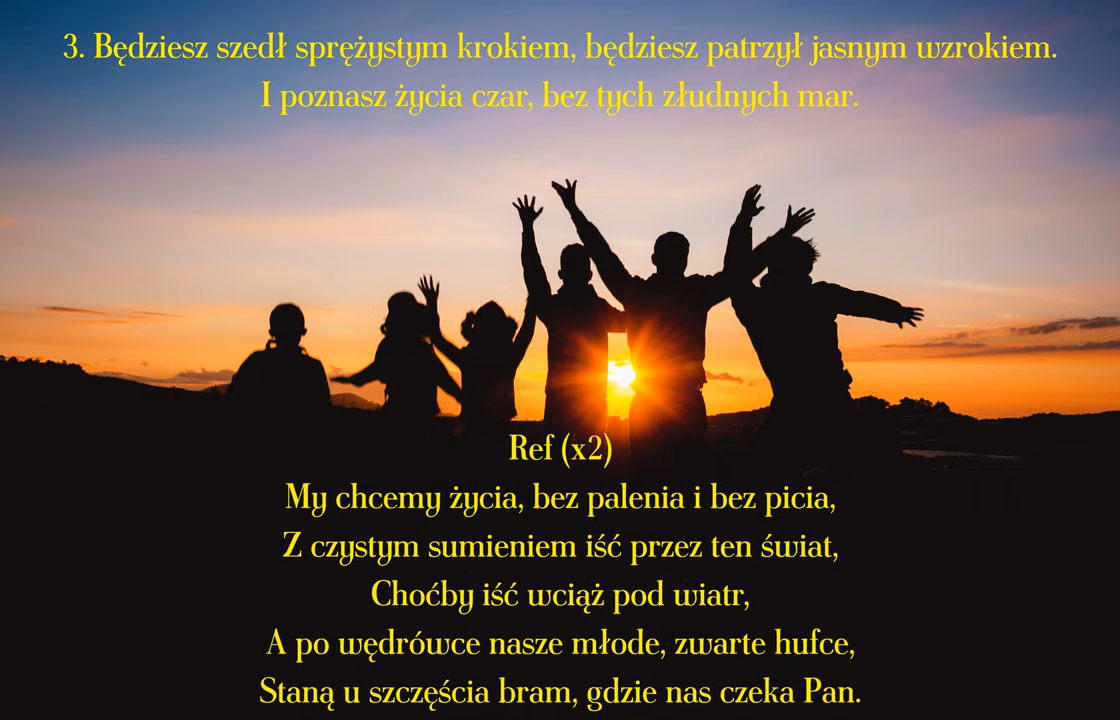 3. Będziesz szedł sprężystym krokiem, będziesz patrzył jasnym wzrokiem.
I poznasz życia czar, bez tych złudnych mar.
Ref (x2)
My chcemy życia, bez palenia i bez picia,
Z czystym sumieniem iść przez ten świat,
Choćby iść wciąż pod wiatr,
A po wędrówce nasze młode, zwarte hufce,
Staną u szczęścia bram, gdzie nas czeka Pan.